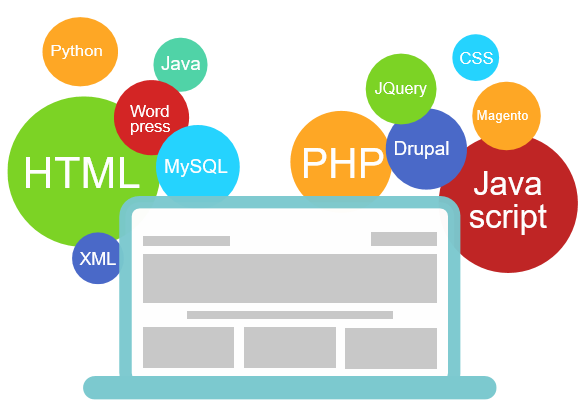 Python
Java
Word
press
HTML
MySQL
XML
CSS
JQuery
Magento
PHP
Drupal
Java
script